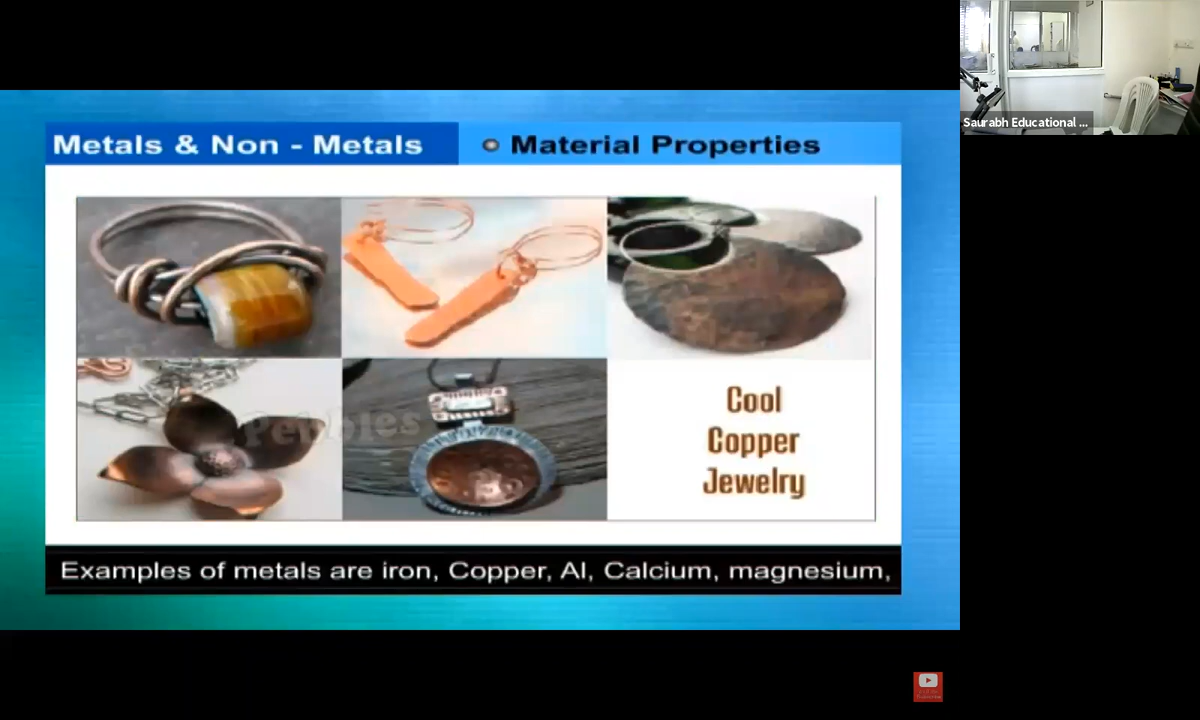 Metals & Non - Metals
Material Properties
Pebbles
Cool
Copper
Jewelry
Examples of metals are iron, Copper, Al, Calcium, magnesium,
Saurabh Educational ...